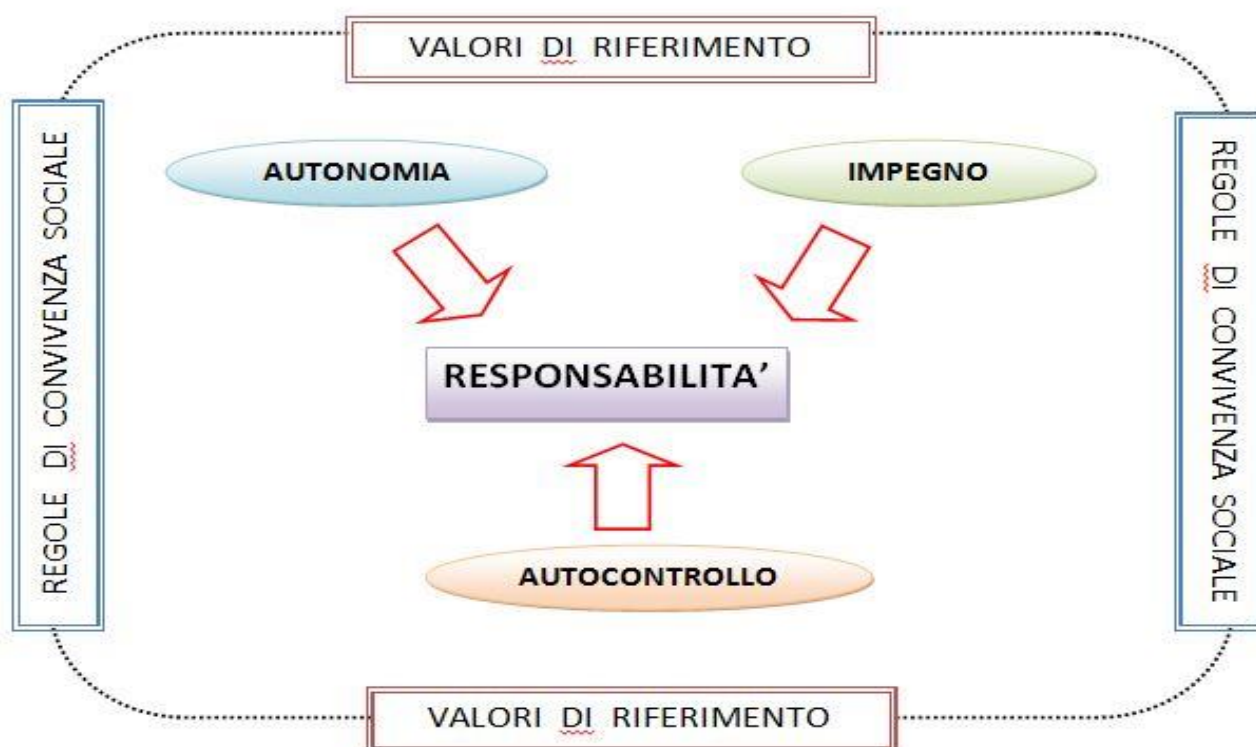 VALORI DI RIFERIMENTO
REGOLE DI CONVIVENZA SOCIALE
AUTONOMIA
IMPEGNO
REGOLE DI CONVIVENZA SOCIALE
RESPONSABILITA’
AUTOCONTROLLO
VALORI DI RIFERIMENTO